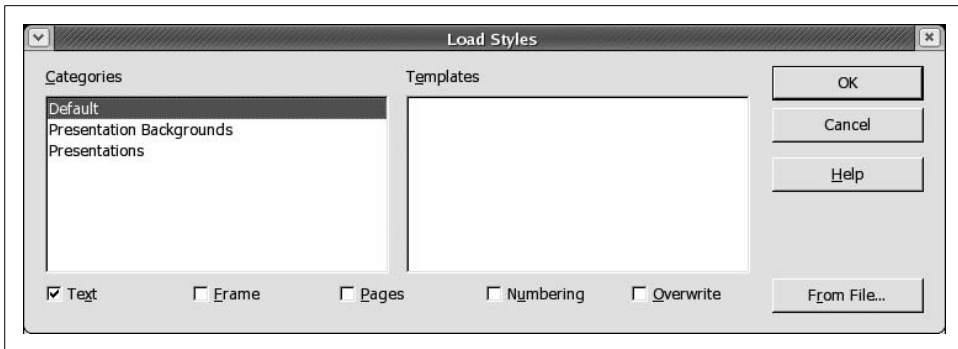 Load Styles
Categories
Templates
Default
Presentation Backgrounds
Presentations
OK
Cancel
Help
Text
Frame
Pages
Numbering
Overwrite
From File...